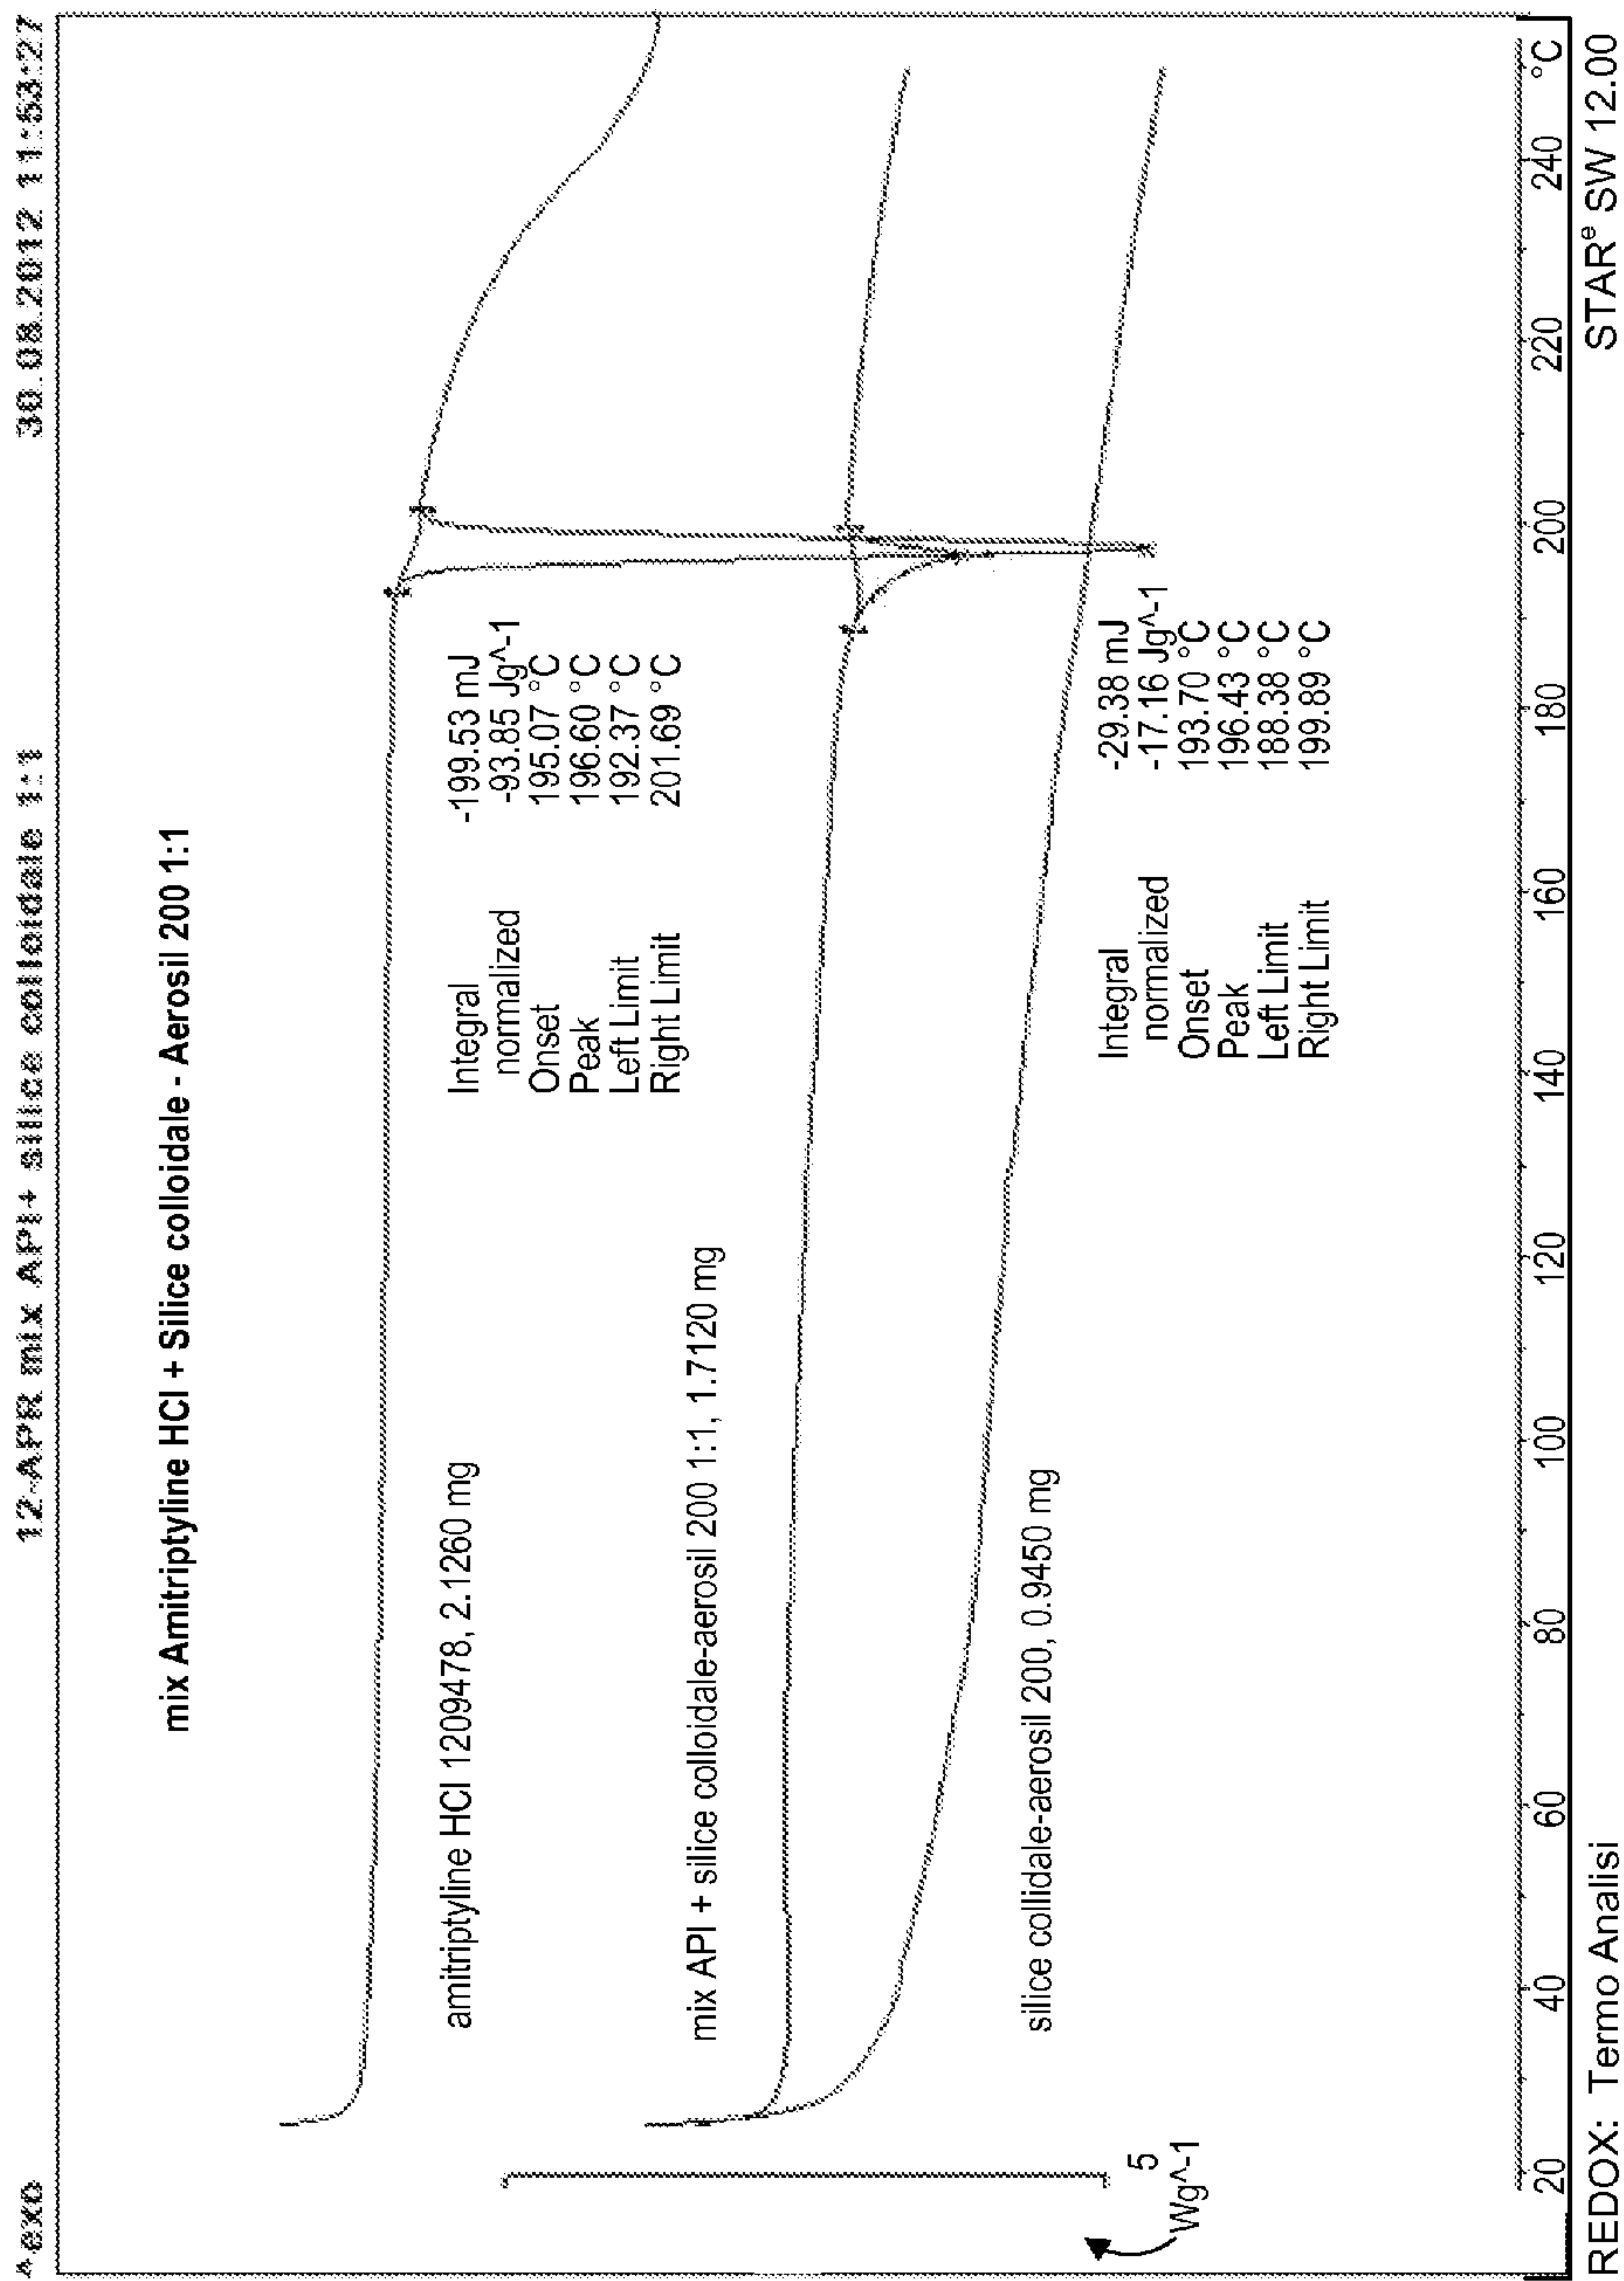 ^exo
12-APR mix API+ silice colloidale 1:1
30.08.2012 11:53:27
mix Amitriptyline HCl + Silice colloidale - Aerosil 200 1:1
amitriptyline HCl 1209478, 2.1260 mg
Integral -199.53 mJ
normalized -93.85 Jg^-1
Onset 195.07 °C
Peak 196.60 °C
Left Limit 192.37 °C
Right Limit 201.69 °C
mix API + silice colloidale-aerosil 200 1:1, 1.7120 mg
silice collidale-aerosil 200, 0.9450 mg
Integral -29.38 mJ
normalized -17.16 Jg^-1
Onset 193.70 °C
Peak 196.43 °C
Left Limit 188.38 °C
Right Limit 199.89 °C
5
Wg^-1
20 40 60 80 100 120 140 160 180 200 220 240 °C
REDOX: Termo Analisi
STARe SW 12.00